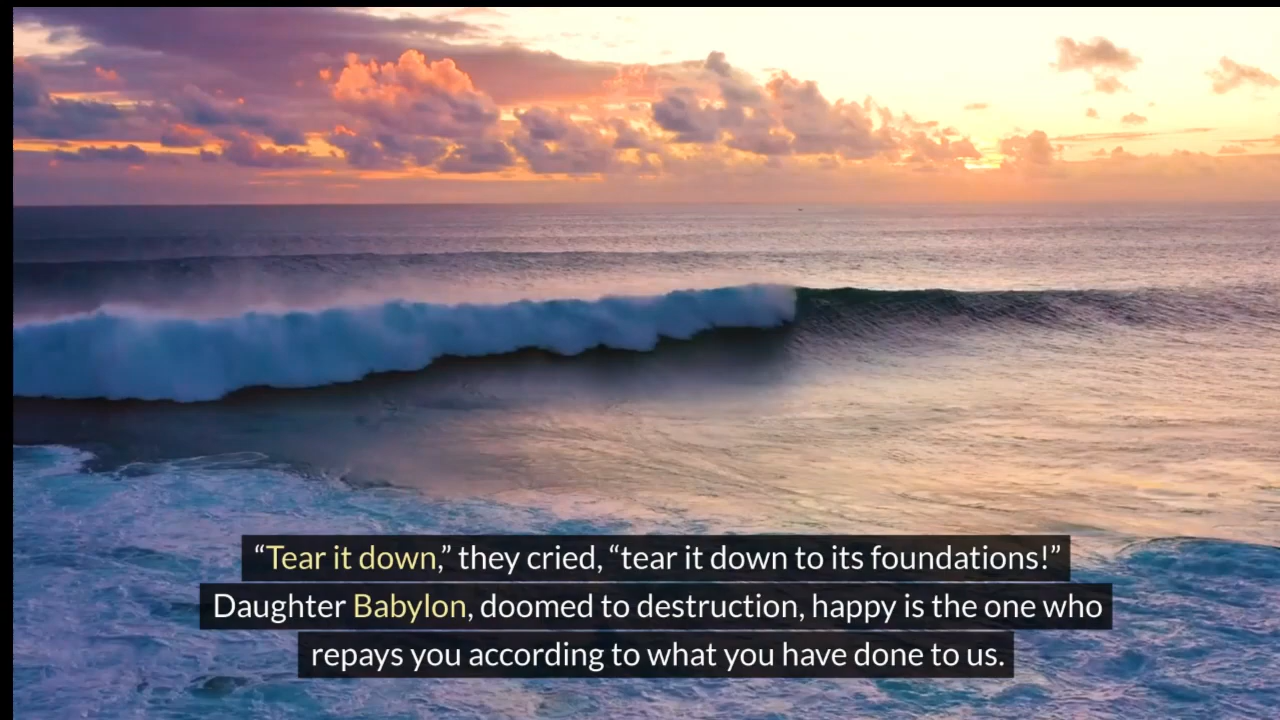 “Tear it down,” they cried, “tear it down to its foundations!”
Daughter Babylon, doomed to destruction, happy is the one who
repays you according to what you have done to us.